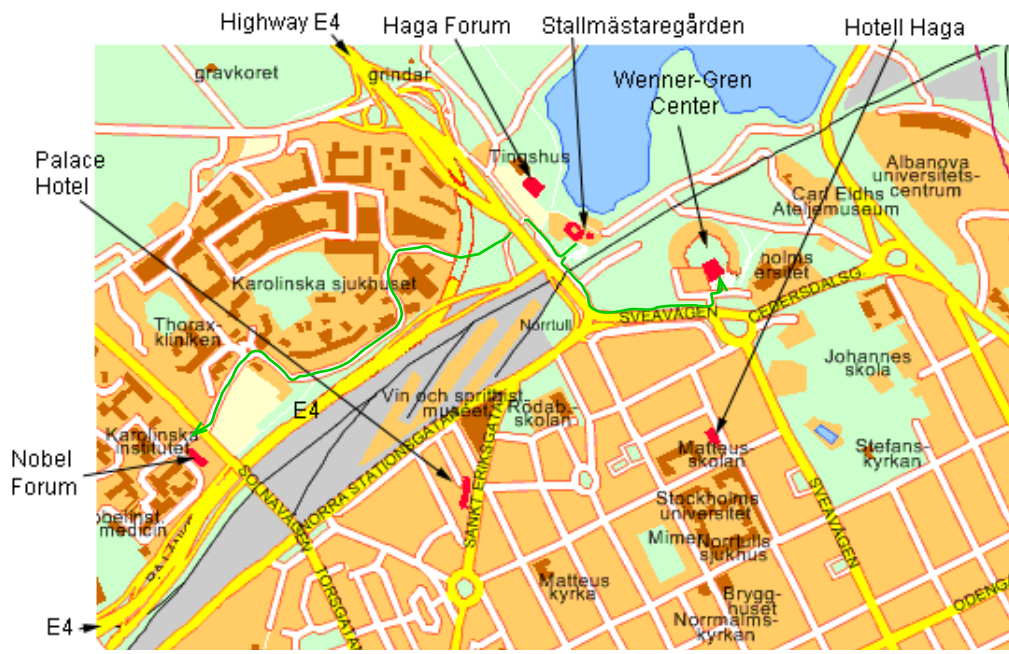 Highway E4
Haga Forum
Stallmästaregården
Hotell Haga
gravkoret
grindar
Wenner-Gren
Center
Palace
Hotel
Tingshus
Albanova
universitets-
centrum
Carl Eldhs
Ateljemuseum
Karolinska sjukhuset
holms
ersitet
CEDERSDALSG.
SVEAVÄGEN
Norrtull
Thorax-
kliniken
Johannes
skola
E4
Vin och sprithist.
museet
Rödab.-
skolan
Karolinska
institutet
Matteus-
skolan
Stefans-
kyrkan
Nobel
Forum
SOLNAVÄGEN
NORRA STATIONSGATAN
SANKT ERIKSGATAN
Stockholms
universitet
SVEAVÄGEN
medicin
Mime
Norrtulls
sjukhus
TORSGATAN
Matteus
kyrka
Brygg-
huset
Norrmalms-
kyrkan
ODENG
E4